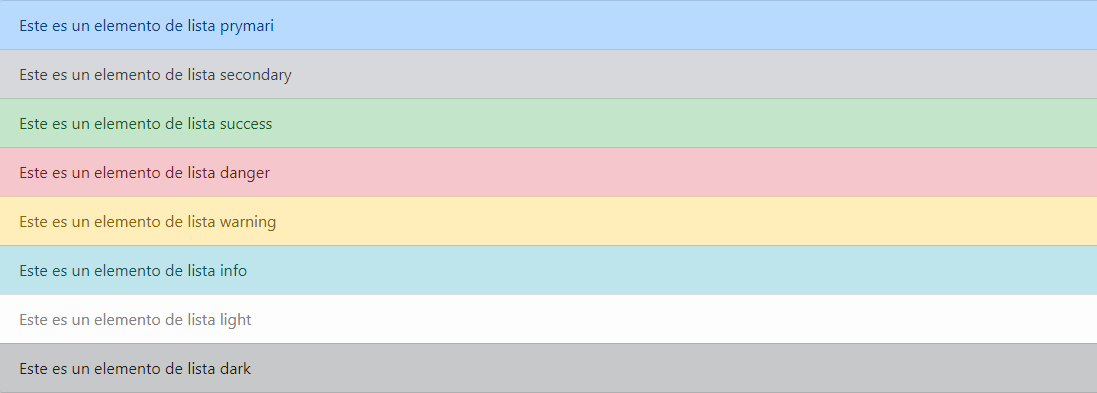 Este es un elemento de lista prymari
Este es un elemento de lista secondary
Este es un elemento de lista success
Este es un elemento de lista danger
Este es un elemento de lista warning
Este es un elemento de lista info
Este es un elemento de lista light
Este es un elemento de lista dark